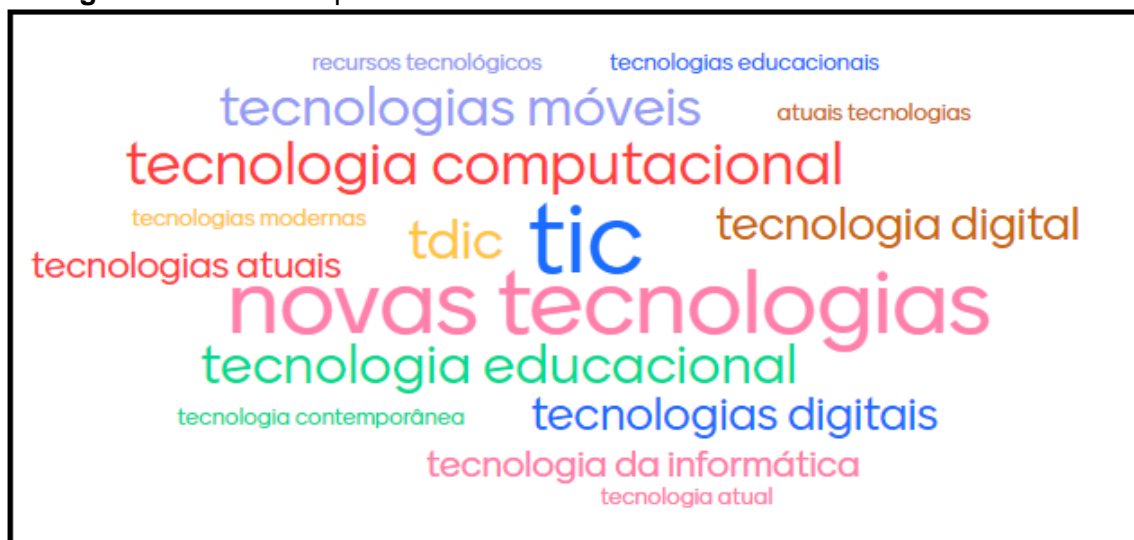 recursos tecnológicos
tecnologias educacionais
tecnologias móveis
atuais tecnologias
tecnologia computacional
tecnologias modernas
tdic
tic
tecnologia digital
tecnologias atuais
novas tecnologias
tecnologia educacional
tecnologia contemporânea
tecnologias digitais
tecnologia da informática
tecnologia atual